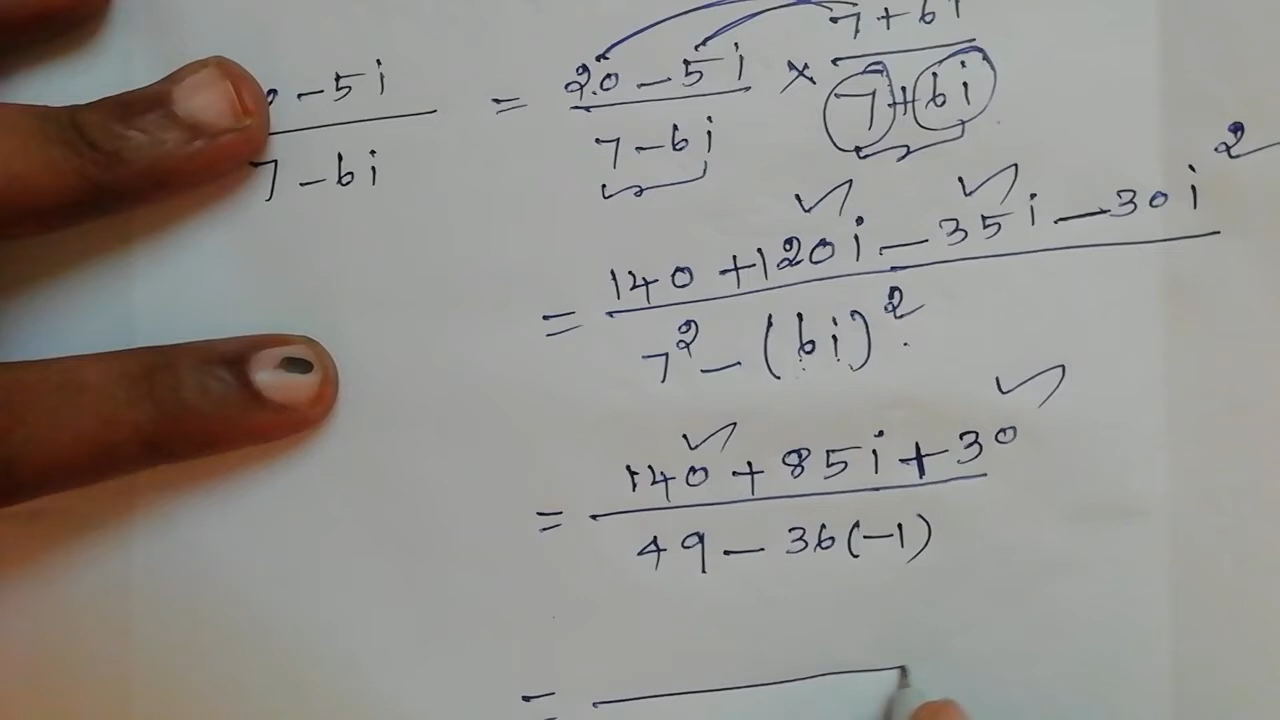 0 - 5i / 7 - 6i = 20 - 5i / 7 - 6i × 7 + 6i / 7 + 6i
= 140 + 120i - 35i - 30i² / 7² - (6i)²
= 140 + 85i + 30 / 49 - 36(-1)
=